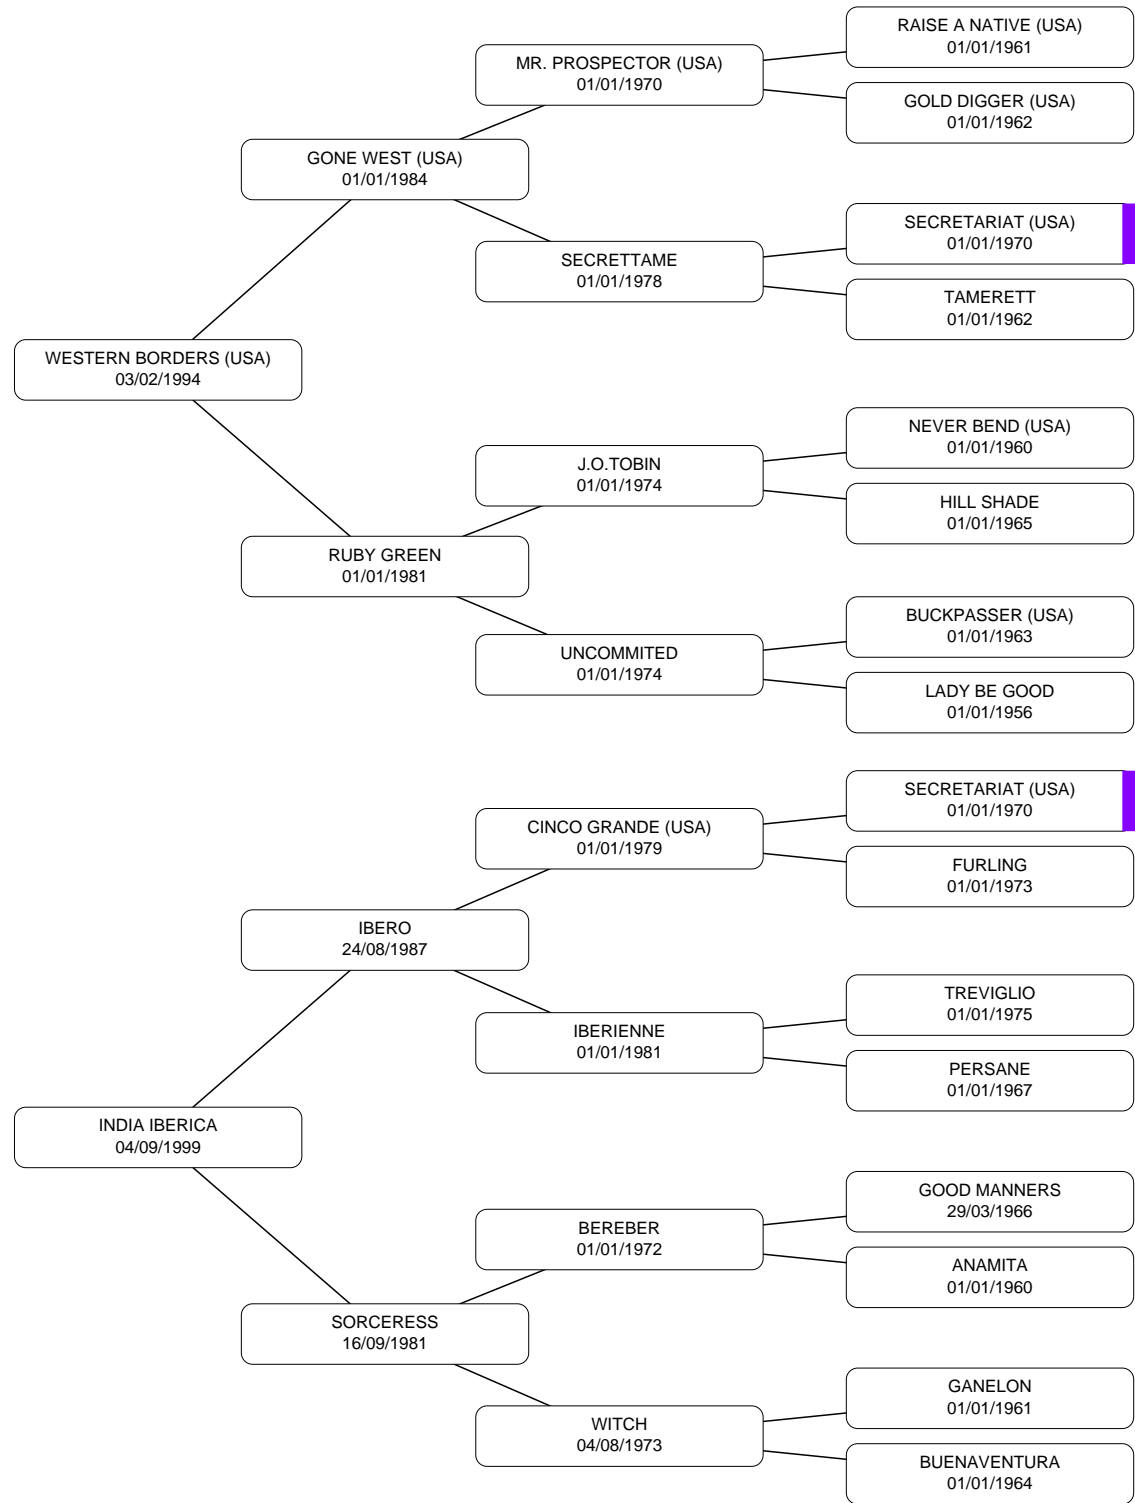 RAISE A NATIVE (USA)
01/01/1961
MR. PROSPECTOR (USA)
01/01/1970
GOLD DIGGER (USA)
01/01/1962
GONE WEST (USA)
01/01/1984
SECRETARIAT (USA)
01/01/1970
SECRETTAME
01/01/1978
TAMERETT
01/01/1962
WESTERN BORDERS (USA)
03/02/1994
NEVER BEND (USA)
01/01/1960
J.O.TOBIN
01/01/1974
HILL SHADE
01/01/1965
RUBY GREEN
01/01/1981
BUCKPASSER (USA)
01/01/1963
UNCOMMITED
01/01/1974
LADY BE GOOD
01/01/1956
SECRETARIAT (USA)
01/01/1970
CINCO GRANDE (USA)
01/01/1979
FURLING
01/01/1973
IBERO
24/08/1987
TREVIGLIO
01/01/1975
IBERIENNE
01/01/1981
PERSANE
01/01/1967
INDIA IBERICA
04/09/1999
GOOD MANNERS
29/03/1966
BEREBER
01/01/1972
ANAMITA
01/01/1960
SORCERESS
16/09/1981
GANELON
01/01/1961
WITCH
04/08/1973
BUENAVENTURA
01/01/1964